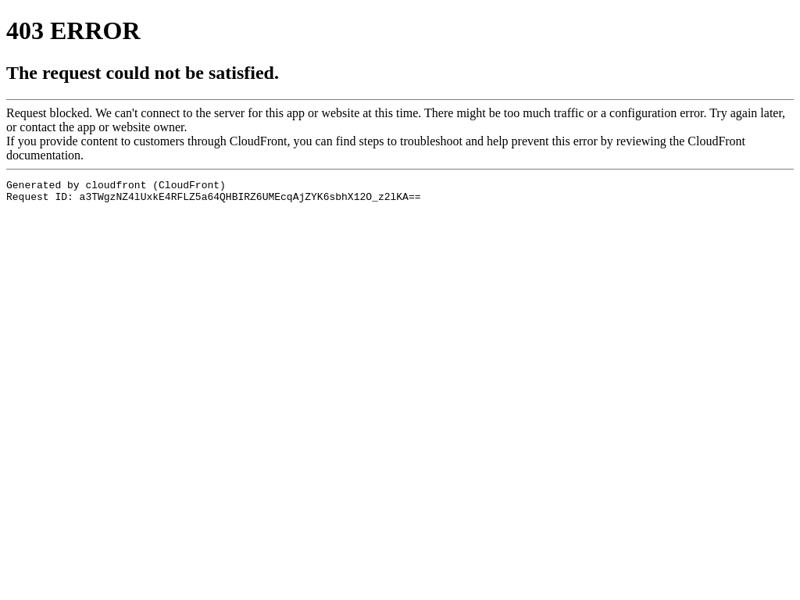 403 ERROR
The request could not be satisfied.
Request blocked. We can't connect to the server for this app or website at this time. There might be too much traffic or a configuration error. Try again later,
or contact the app or website owner.
If you provide content to customers through CloudFront, you can find steps to troubleshoot and help prevent this error by reviewing the CloudFront
documentation.
Generated by cloudfront (CloudFront)
Request ID: a3TWgzNZ4lUxkE4RFLZ5a64QHBIRZ6UMEcqAjZYK6sbhX12O_z2lKA==